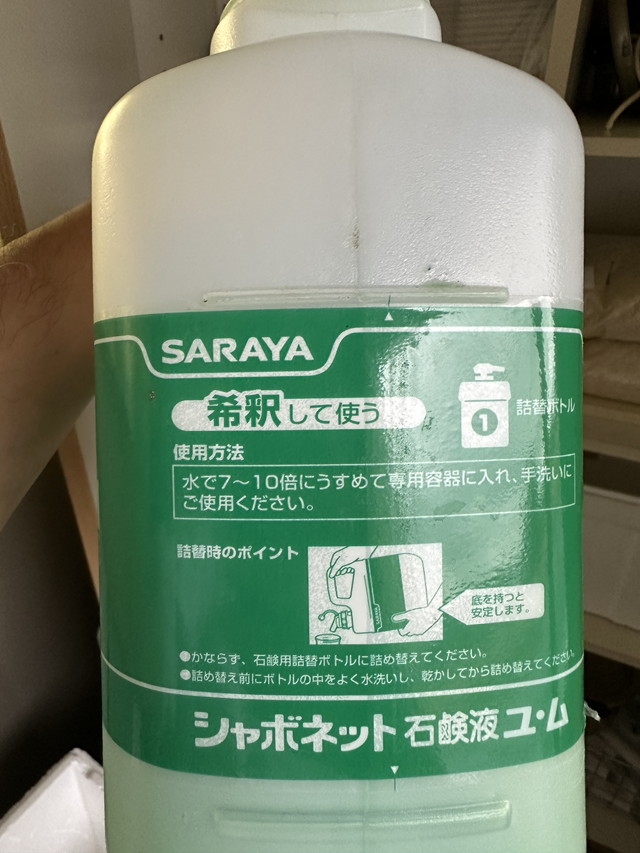 SARAYA
希釈して使う
1
詰替ボトル
使用方法
水で7～10倍にうすめて専用容器に入れ、手洗いに
ご使用ください。
詰替時のポイント
SARAYA
底を持つと
安定します。
●かならず、石鹸用詰替ボトルに詰め替えてください。
●詰め替え前にボトルの中をよく水洗いし、乾かしてから詰め替えてください。
シャボネット石鹸液ユ・ム